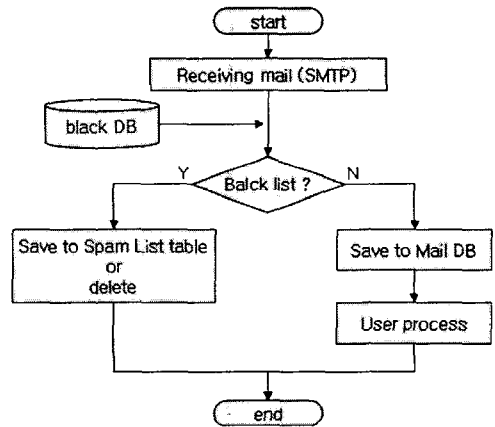 start
Receiving mail (SMTP)
black DB
Balck list ?
Y
N
Save to Spam List table
or
delete
Save to Mail DB
User process
end